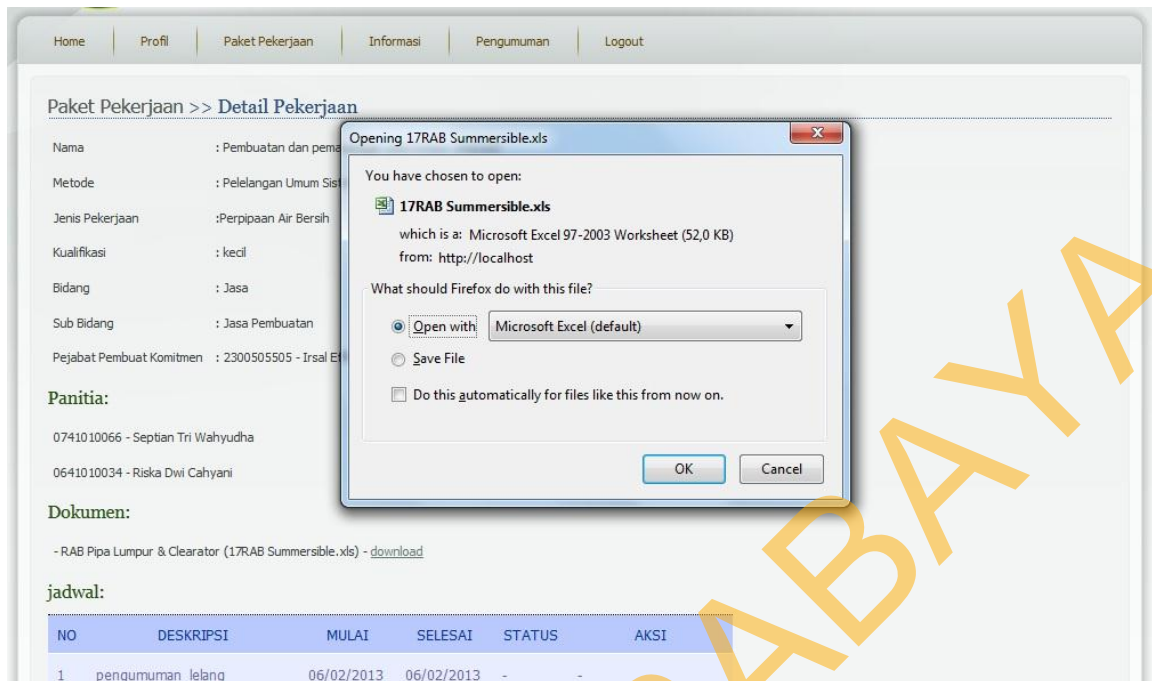 Home Profil Paket Pekerjaan Informasi Pengumuman Logout
Paket Pekerjaan >> Detail Pekerjaan
Nama : Pembuatan dan
Metode : Pelelangan Umum
Jenis Pekerjaan :Perpipaan Air Bersih
Kualifikasi : kecil
Bidang : Jasa
Sub Bidang : Jasa Pembuatan
Pejabat Pembuat Komitmen : 2300505505 - Irsal
Panitia:
0741010066 - Septian Tri Wahyudha
0641010034 - Riska Dwi Cahyani
Dokumen:
- RAB Pipa Lumpur & Clearator (17RAB Summersible.xls) - download
jadwal:
NO DESKRIPSI MULAI SELESAI STATUS AKSI
1 pengumuman lelang 06/02/2013 06/02/2013 - -
Opening 17RAB Summersible.xls
You have chosen to open:
17RAB Summersible.xls
which is a: Microsoft Excel 97-2003 Worksheet (52,0 KB)
from: http://localhost
What should Firefox do with this file?
Open with Microsoft Excel (default)
Save File
Do this automatically for files like this from now on.
OK Cancel
ABAYA